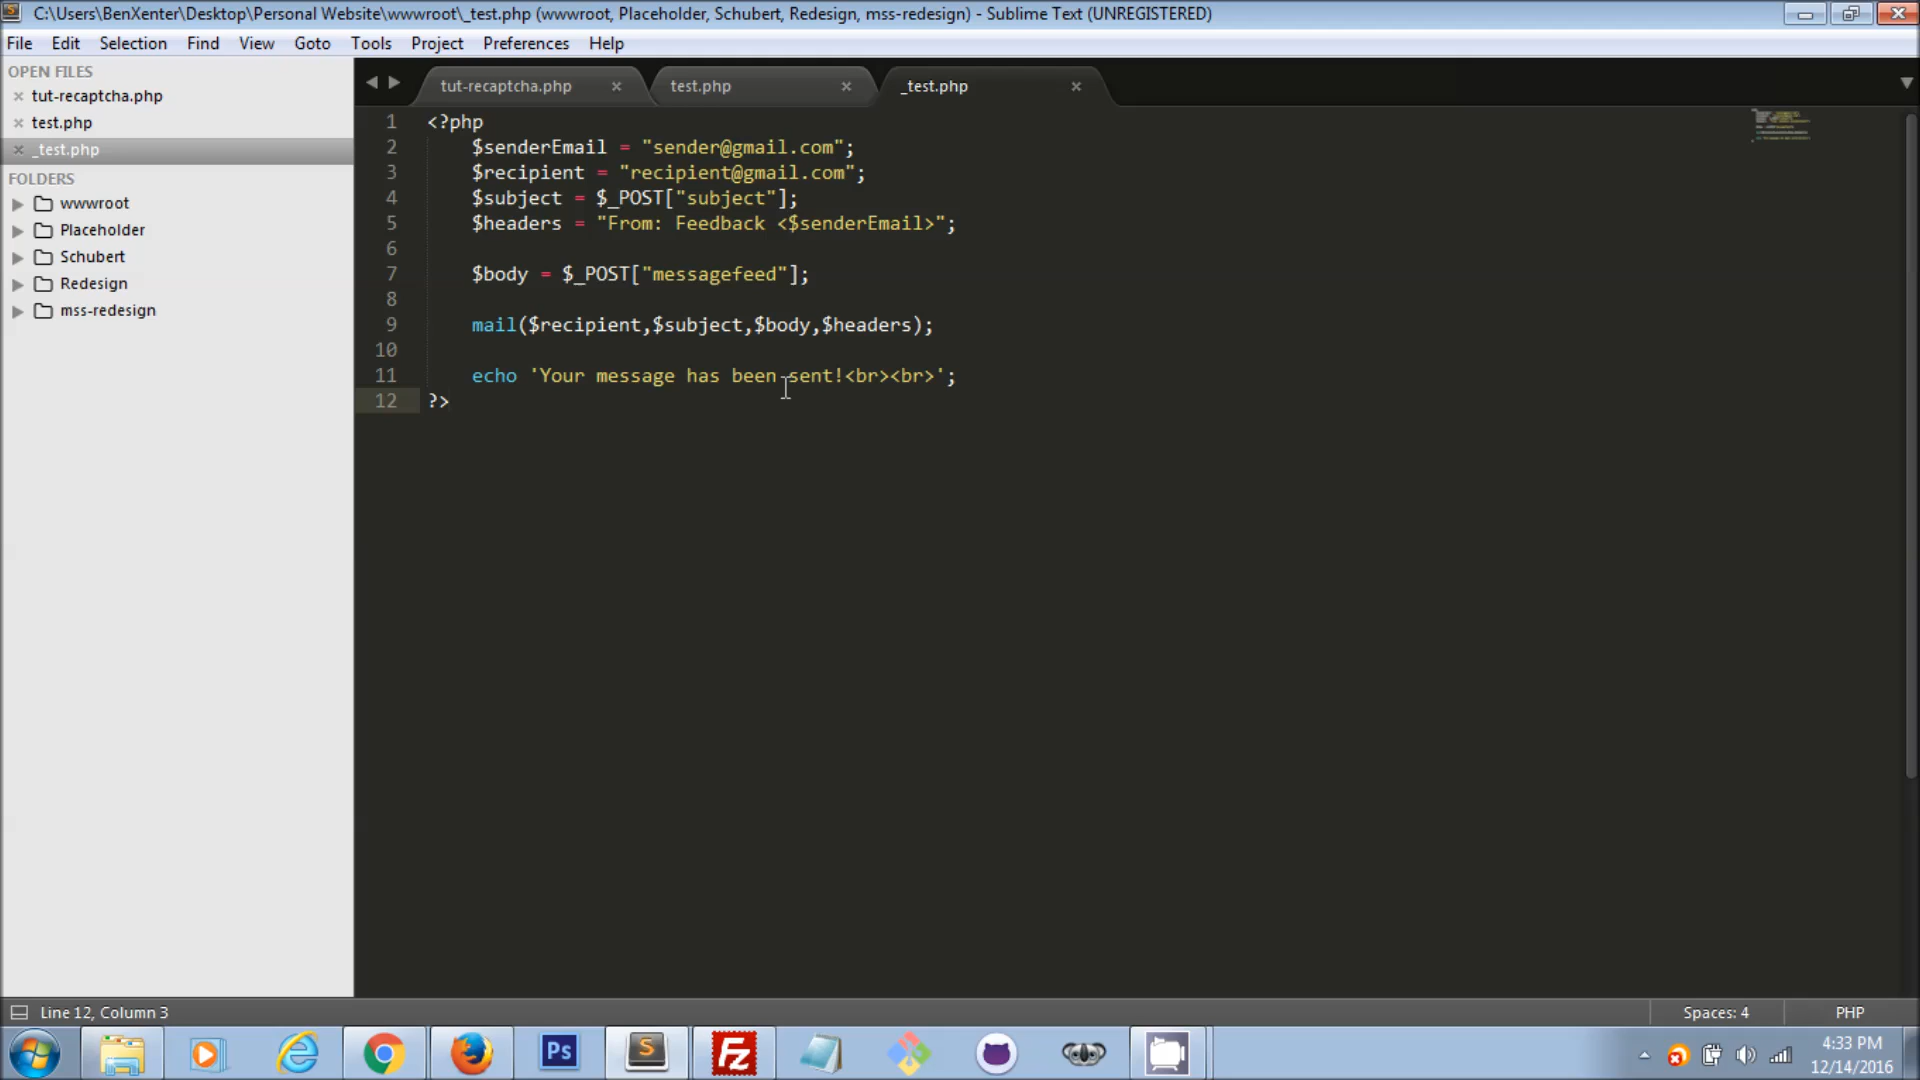 C:\Users\BenXenter\Desktop\Personal Website\wwwroot\_test.php (wwwroot, Placeholder, Schubert, Redesign, mss-redesign) - Sublime Text (UNREGISTERED)
File Edit Selection Find View Goto Tools Project Preferences Help
OPEN FILES
tut-recaptcha.php
test.php
_test.php
FOLDERS
wwwroot
Placeholder
Schubert
Redesign
mss-redesign
tut-recaptcha.php test.php _test.php
1 <?php
2 $senderEmail = "sender@gmail.com";
3 $recipient = "recipient@gmail.com";
4 $subject = $_POST["subject"];
5 $headers = "From: Feedback <$senderEmail>";
6
7 $body = $_POST["messagefeed"];
8
9 mail($recipient,$subject,$body,$headers);
10
11 echo 'Your message has been sent!<br><br>';
12 ?>
Line 12, Column 3
Spaces: 4
PHP
Ps
S
Fz
4:33 PM
12/14/2016